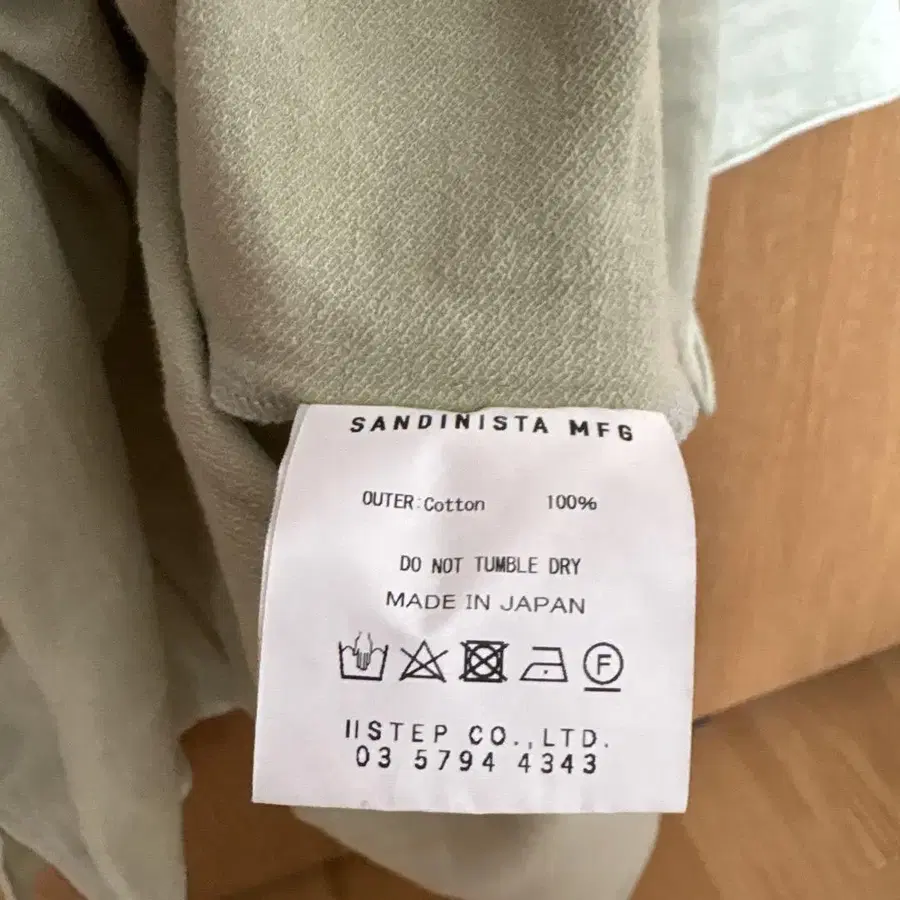 SANDINISTA MFG
OUTER:Cotton 100%
DO NOT TUMBLE DRY
MADE IN JAPAN
F
IISTEP CO.,LTD.
03 5794 4343